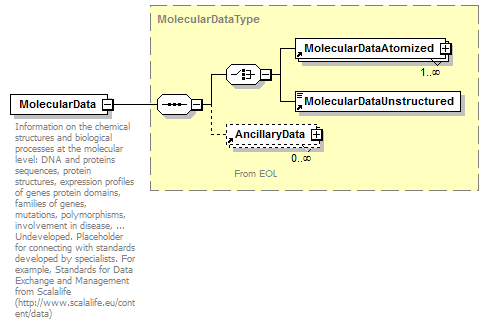 MolecularDataType
MolecularDataAtomized
1..∞
MolecularData
MolecularDataUnstructured
AncillaryData
0..∞
From EOL
Information on the chemical
structures and biological
processes at the molecular
level: DNA and proteins
sequences, protein
structures, expression profiles
of genes protein domains,
families of genes,
mutations, polymorphisms,
involvement in disease, ...
Undeveloped. Placeholder
for connecting with standards
developed by specialists. For
example, Standards for Data
Exchange and Management
from Scalalife
(http://www.scalalife.eu/cont
ent/data)